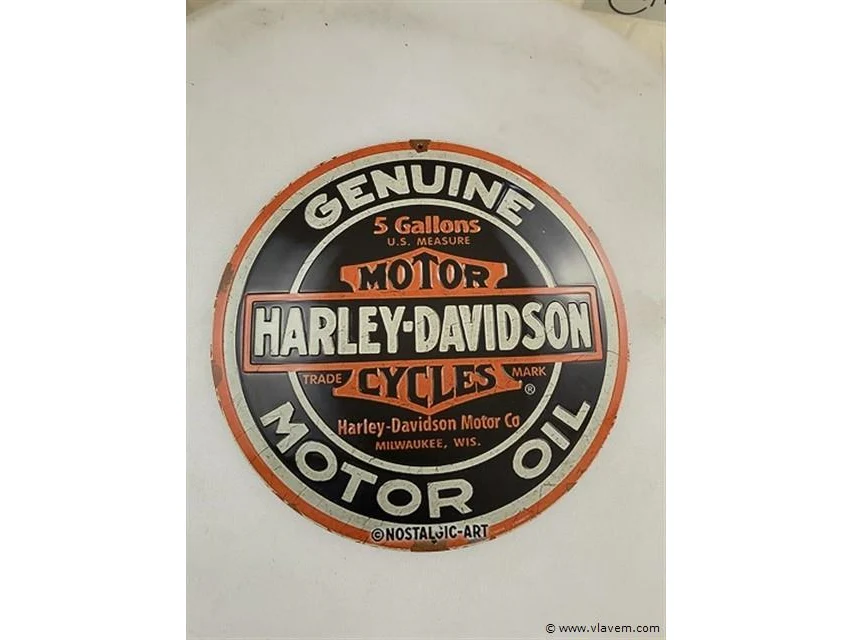 GENUINE
5 Gallons
U.S. MEASURE
MOTOR
HARLEY-DAVIDSON
TRADE CYCLES MARK
®
Harley-Davidson Motor Co
MILWAUKEE, WIS.
MOTOR OIL
©NOSTALGIC-ART
© www.vlavem.com